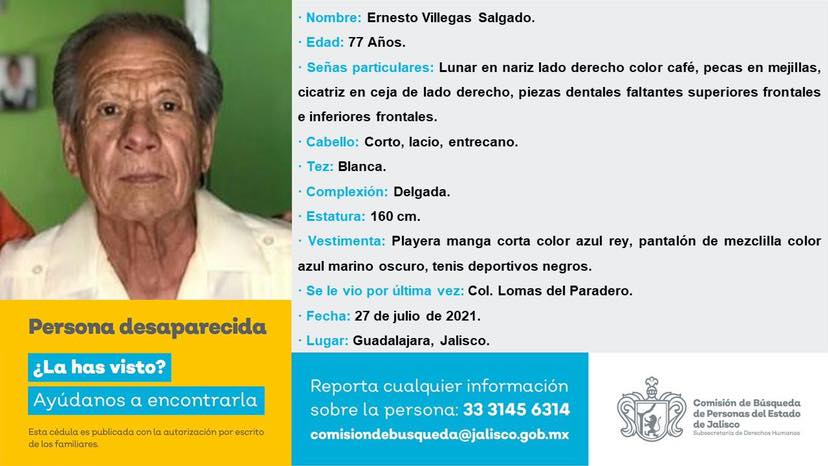 · Nombre: Ernesto Villegas Salgado.
· Edad: 77 Años.
· Señas particulares: Lunar en nariz lado derecho color café, pecas en mejillas,
cicatriz en ceja de lado derecho, piezas dentales faltantes superiores frontales
e inferiores frontales.
· Cabello: Corto, lacio, entrecano.
· Tez: Blanca.
· Complexión: Delgada.
· Estatura: 160 cm.
· Vestimenta: Playera manga corta color azul rey, pantalón de mezclilla color
azul marino oscuro, tenis deportivos negros.
· Se le vio por última vez: Col. Lomas del Paradero.
· Fecha: 27 de julio de 2021.
· Lugar: Guadalajara, Jalisco.
Persona desaparecida
¿La has visto?
Ayúdanos a encontrarla
Esta cédula es publicada con la autorización por escrito
de los familiares.
Reporta cualquier información
sobre la persona: 33 3145 6314
comisiondebusqueda@jalisco.gob.mx
Comisión de Búsqueda
de Personas del Estado
de Jalisco
Subsecretaría de Derechos Humanos